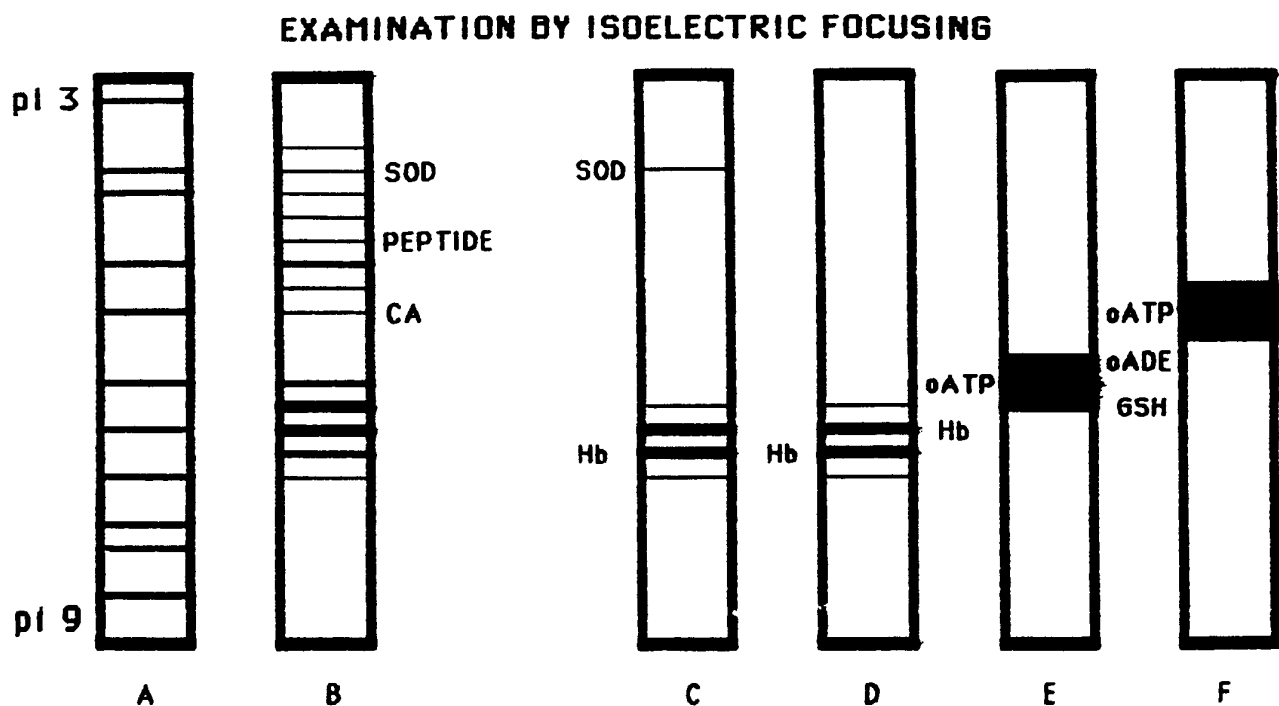 EXAMINATION BY ISOELECTRIC FOCUSING
pI 3
SOD
SOD
PEPTIDE
CA
oATP
oADE
oATP
GSH
Hb
Hb
Hb
pI 9
A B C D E F